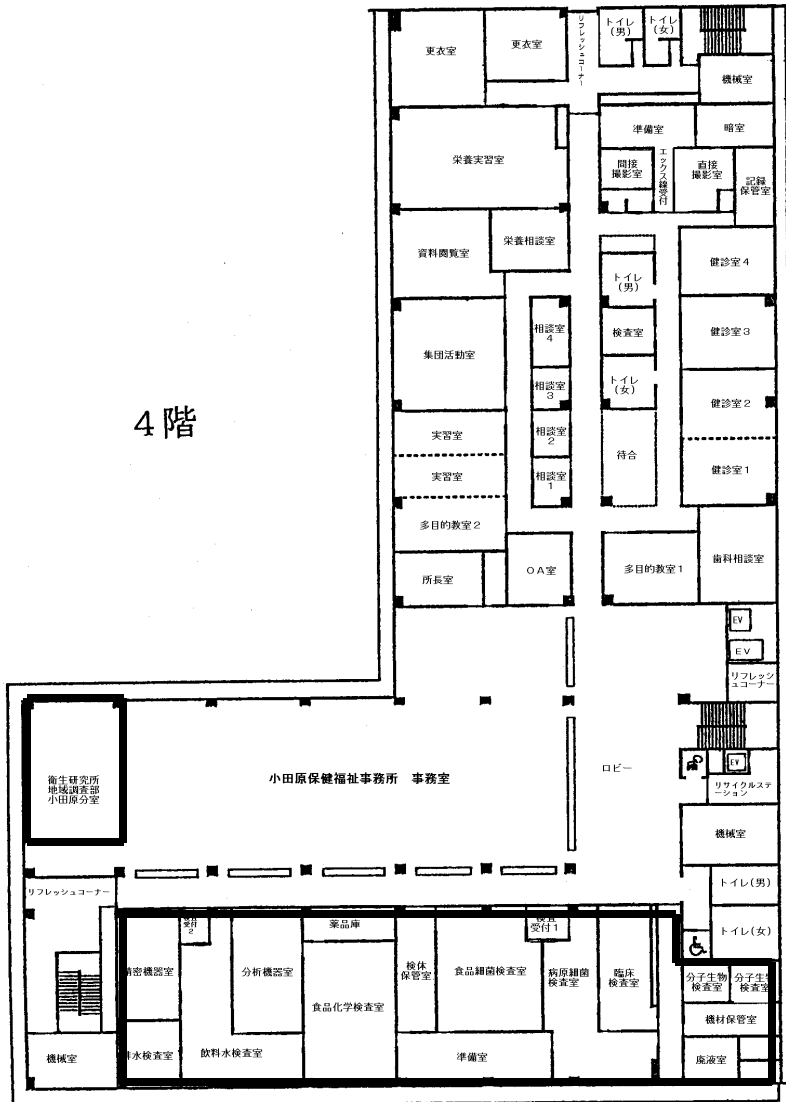 更衣室
更衣室
リフレッシュコーナー
トイレ
(男)
トイレ
(女)
機械室
準備室
暗室
栄養実習室
間接
撮影室
エックス線受付
直接
撮影室
記録
保管室
資料閲覧室
栄養相談室
トイレ
(男)
健診室4
集団活動室
相談室
4
検査室
健診室3
4階
相談室
3
トイレ
(女)
健診室2
実習室
相談室
2
待合
実習室
相談室
1
健診室1
多目的教室2
所長室
OA室
多目的教室1
歯科相談室
EV
EV
リフレッシ
ュコーナー
衛生研究所
地域調査部
小田原分室
小田原保健福祉事務所 事務室
ロビー
EV
リサイクルステ
ーション
機械室
リフレッシュコーナー
トイレ(男)
受付
2
薬品庫
検査
受付1
トイレ(女)
精密機器室
分析機器室
検体
保管室
食品細菌検査室
病原細菌
検査室
臨床
検査室
分子生物
検査室
分子生物
検査室
食品化学検査室
機材保管室
機械室
水検査室
飲料水検査室
準備室
廃液室